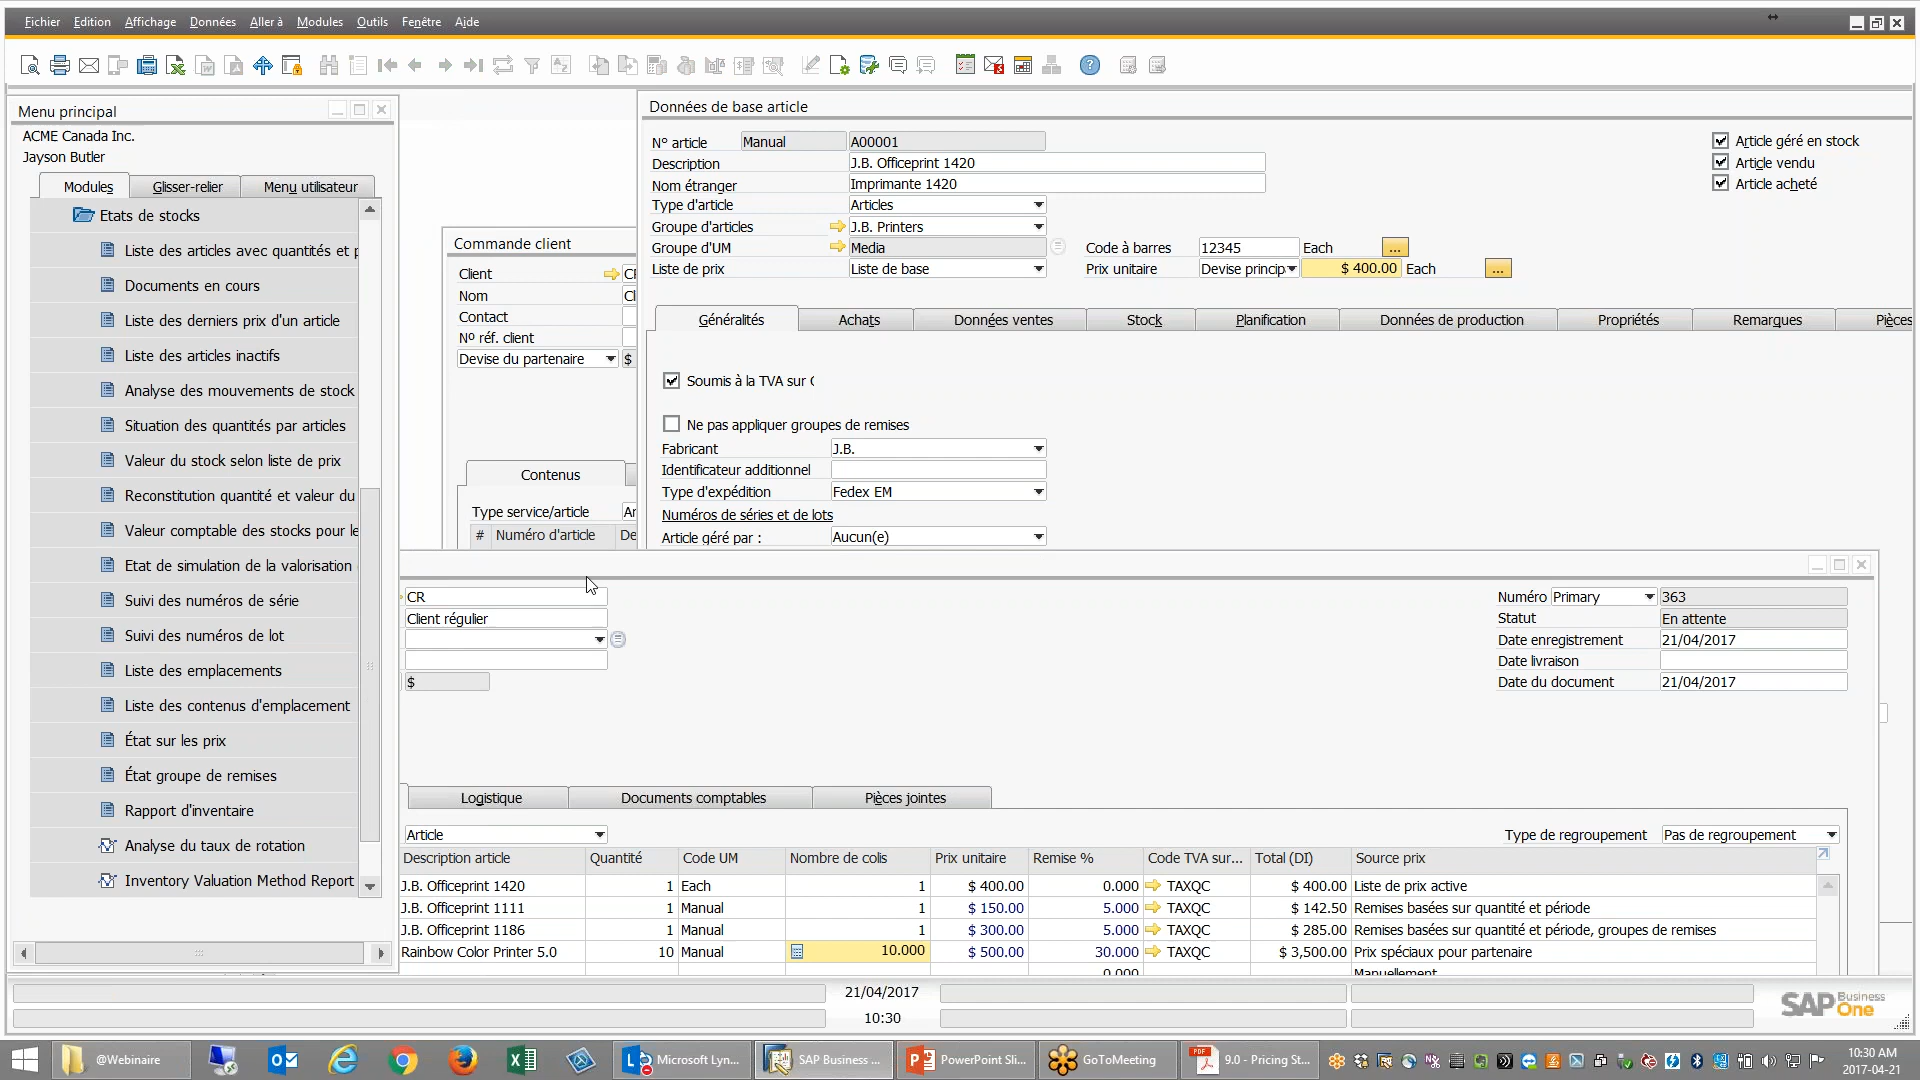 Fichier Edition Affichage Données Aller à Modules Outils Fenêtre Aide
Menu principal
ACME Canada Inc.
Jayson Butler
Modules Glisser-relier Menu utilisateur
Etats de stocks
Liste des articles avec quantités et p
Documents en cours
Liste des derniers prix d'un article
Liste des articles inactifs
Analyse des mouvements de stock
Situation des quantités par articles
Valeur du stock selon liste de prix
Reconstitution quantité et valeur du
Valeur comptable des stocks pour le
Etat de simulation de la valorisation
Suivi des numéros de série
Suivi des numéros de lot
Liste des emplacements
Liste des contenus d'emplacement
État sur les prix
État groupe de remises
Rapport d'inventaire
Analyse du taux de rotation
Inventory Valuation Method Report
Commande client
Client
Nom
Contact
N° réf. client
Devise du partenaire $
Contenus
Type service/article
# Numéro d'article De
Données de base article
N° article Manual A00001
Description J.B. Officeprint 1420
Nom étranger Imprimante 1420
Type d'article Articles
Groupe d'articles J.B. Printers
Groupe d'UM Media
Liste de prix Liste de base
Code à barres 12345 Each ...
Prix unitaire Devise princip $ 400.00 Each ...
Article géré en stock
Article vendu
Article acheté
Généralités Achats Données ventes Stock Planification Données de production Propriétés Remarques Pièces
Soumis à la TVA sur
Ne pas appliquer groupes de remises
Fabricant J.B.
Identificateur additionnel
Type d'expédition Fedex EM
Numéros de séries et de lots
Article géré par : Aucun(e)
CR
Client régulier
$
Numéro Primary 363
Statut En attente
Date enregistrement 21/04/2017
Date livraison
Date du document 21/04/2017
Logistique Documents comptables Pièces jointes
Article
Type de regroupement Pas de regroupement
Description article Quantité Code UM Nombre de colis Prix unitaire Remise % Code TVA sur... Total (DI) Source prix
J.B. Officeprint 1420 1 Each 1 $ 400.00 0.000 TAXQC $ 400.00 Liste de prix active
J.B. Officeprint 1111 1 Manual 1 $ 150.00 5.000 TAXQC $ 142.50 Remises basées sur quantité et période
J.B. Officeprint 1186 1 Manual 1 $ 300.00 5.000 TAXQC $ 285.00 Remises basées sur quantité et période, groupes de remises
Rainbow Color Printer 5.0 10 Manual 10.000 $ 500.00 30.000 TAXQC $ 3,500.00 Prix spéciaux pour partenaire
0.000 Manuellement
21/04/2017
10:30
SAP Business One
@Webinaire Microsoft Lyn... SAP Business ... PowerPoint Sli... GoToMeeting 9.0 - Pricing St...
10:30 AM
2017-04-21